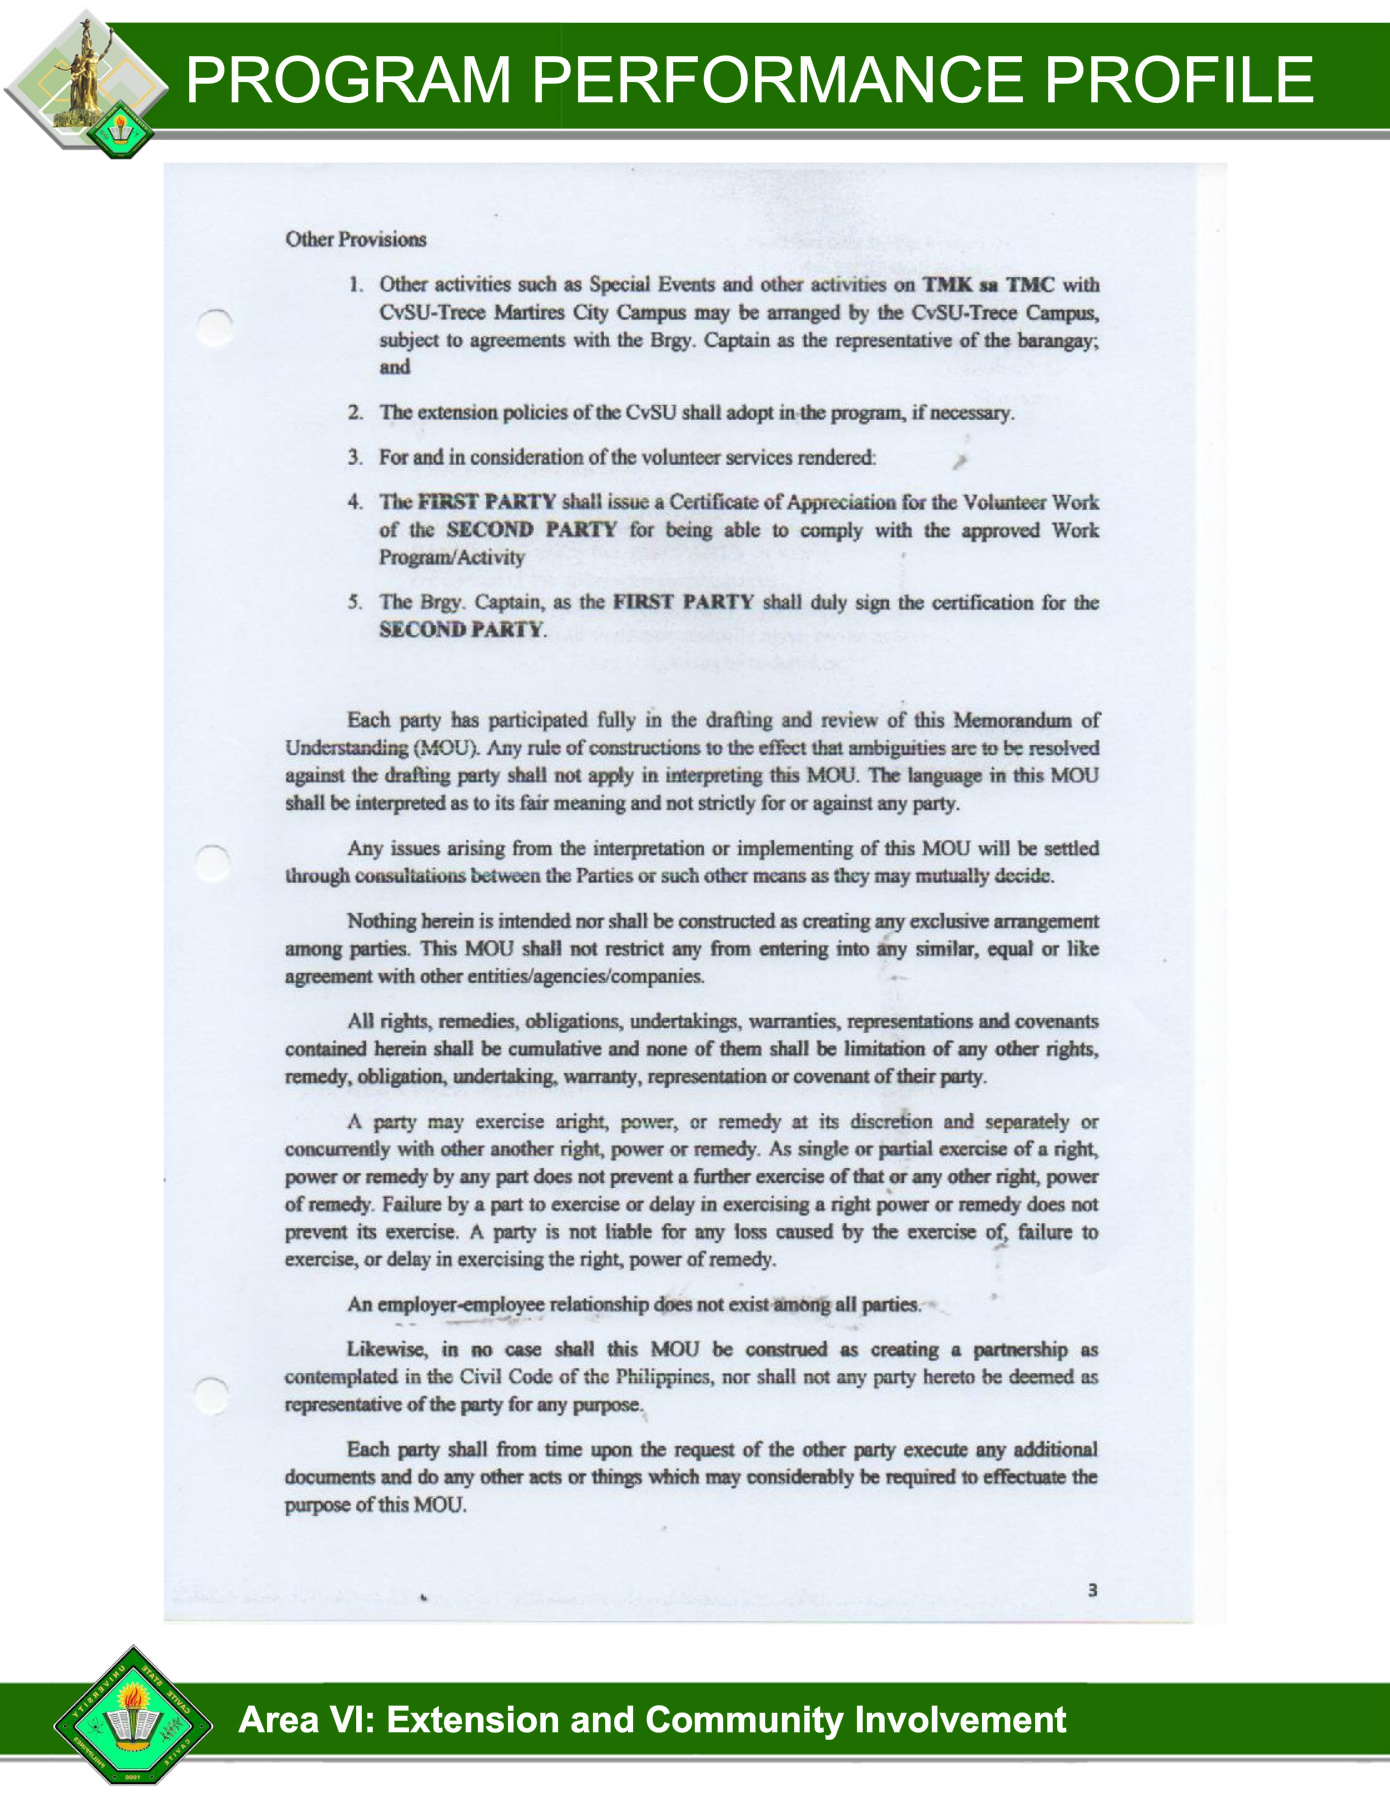 PROGRAM PERFORMANCE PROFILE
Other Provisions
1. Other activities such as Special Events and other activities on TMK sa TMC with
CvSU-Trece Martires City Campus may be arranged by the CvSU-Trece Campus,
subject to agreements with the Brgy. Captain as the representative of the barangay;
and
2. The extension policies of the CvSU shall adopt in the program, if necessary.
3. For and in consideration of the volunteer services rendered:
4. The FIRST PARTY shall issue a Certificate of Appreciation for the Volunteer Work
of the SECOND PARTY for being able to comply with the approved Work
Program/Activity
5. The Brgy. Captain, as the FIRST PARTY shall duly sign the certification for the
SECOND PARTY.
Each party has participated fully in the drafting and review of this Memorandum of
Understanding (MOU). Any rule of constructions to the effect that ambiguities are to be resolved
against the drafting party shall not apply in interpreting this MOU. The language in this MOU
shall be interpreted as to its fair meaning and not strictly for or against any party.
Any issues arising from the interpretation or implementing of this MOU will be settled
through consultations between the Parties or such other means as they may mutually decide.
Nothing herein is intended nor shall be constructed as creating any exclusive arrangement
among parties. This MOU shall not restrict any from entering into any similar, equal or like
agreement with other entities/agencies/companies.
All rights, remedies, obligations, undertakings, warranties, representations and covenants
contained herein shall be cumulative and none of them shall be limitation of any other rights,
remedy, obligation, undertaking, warranty, representation or covenant of their party.
A party may exercise aright, power, or remedy at its discretion and separately or
concurrently with other another right, power or remedy. As single or partial exercise of a right,
power or remedy by any part does not prevent a further exercise of that or any other right, power
of remedy. Failure by a part to exercise or delay in exercising a right power or remedy does not
prevent its exercise. A party is not liable for any loss caused by the exercise of, failure to
exercise, or delay in exercising the right, power of remedy.
An employer-employee relationship does not exist among all parties.
Likewise, in no case shall this MOU be construed as creating a partnership as
contemplated in the Civil Code of the Philippines, nor shall not any party hereto be deemed as
representative of the party for any purpose.
Each party shall from time upon the request of the other party execute any additional
documents and do any other acts or things which may considerably be required to effectuate the
purpose of this MOU.
3
CAVITE STATE UNIVERSITY
CAVITE PHILIPPINES
1906
Area VI: Extension and Community Involvement